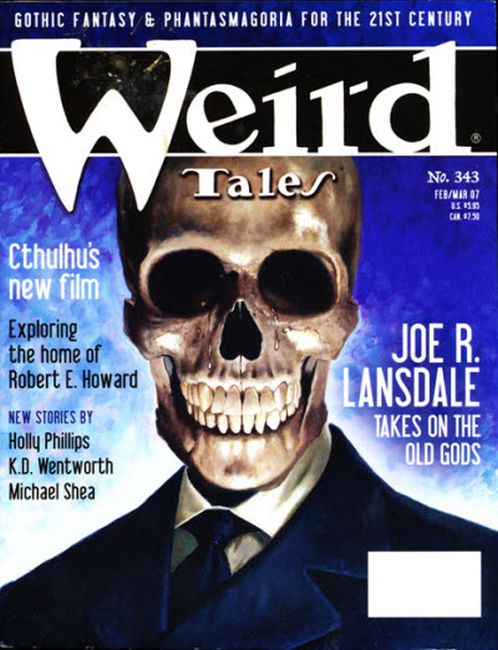 GOTHIC FANTASY & PHANTASMAGORIA FOR THE 21ST CENTURY
Weird®
Tales
No. 343
FEB/MAR 07
U.S. $5.95
CAN. $7.50
Cthulhu's
new film
Exploring
the home of
Robert E. Howard
NEW STORIES BY
Holly Phillips
K.D. Wentworth
Michael Shea
JOE R.
LANSDALE
TAKES ON THE
OLD GODS